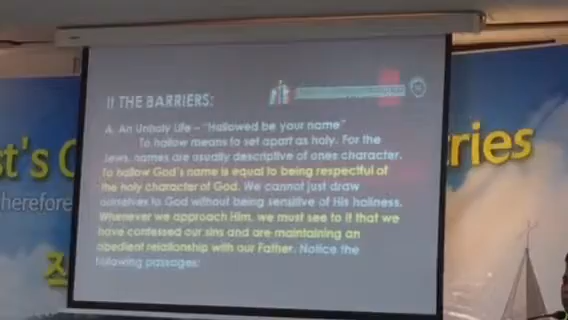 II THE BARRIERS:
A. An Unholy Life – "Hallowed be your name"
To hallow means to set apart as holy. For the
Jews, names are usually descriptive of ones character.
To hallow God's name is equal to being respectful of
the holy character of God. We cannot just draw
ourselves to God without being sensitive of His holiness.
Whenever we approach Him, we must see to it that we
have confessed our sins and are maintaining an
obedient relationship with our Father. Notice the
following passages:
st's C
tries
herefore